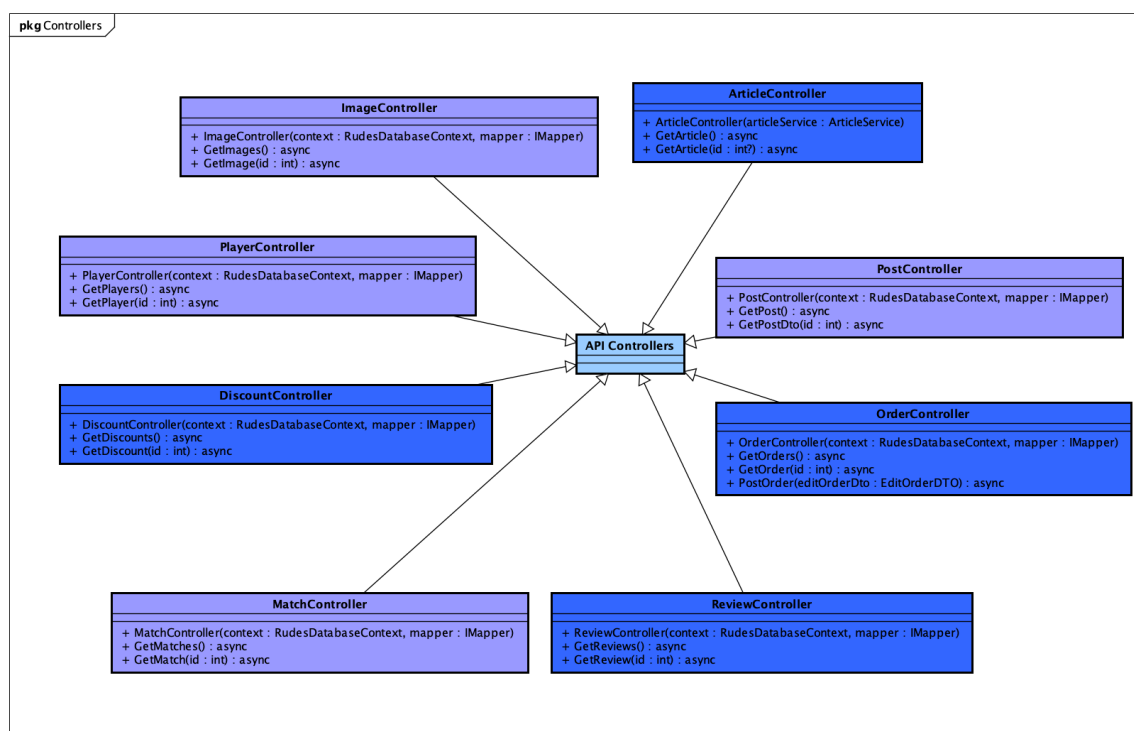 pkg Controllers
ImageController
+ ImageController(context : RudesDatabaseContext, mapper : IMapper)
+ GetImages() : async
+ GetImage(id : int) : async
ArticleController
+ ArticleController(articleService : ArticleService)
+ GetArticle() : async
+ GetArticle(id : int?) : async
PlayerController
+ PlayerController(context : RudesDatabaseContext, mapper : IMapper)
+ GetPlayers() : async
+ GetPlayer(id : int) : async
PostController
+ PostController(context : RudesDatabaseContext, mapper : IMapper)
+ GetPost() : async
+ GetPostDto(id : int) : async
API Controllers
DiscountController
+ DiscountController(context : RudesDatabaseContext, mapper : IMapper)
+ GetDiscounts() : async
+ GetDiscount(id : int) : async
OrderController
+ OrderController(context : RudesDatabaseContext, mapper : IMapper)
+ GetOrders() : async
+ GetOrder(id : int) : async
+ PostOrder(editOrderDto : EditOrderDTO) : async
MatchController
+ MatchController(context : RudesDatabaseContext, mapper : IMapper)
+ GetMatches() : async
+ GetMatch(id : int) : async
ReviewController
+ ReviewController(context : RudesDatabaseContext, mapper : IMapper)
+ GetReviews() : async
+ GetReview(id : int) : async